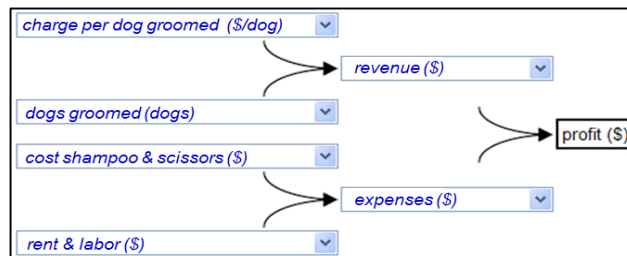 charge per dog groomed ($/dog)
revenue ($)
dogs groomed (dogs)
profit ($)
cost shampoo & scissors ($)
expenses ($)
rent & labor ($)